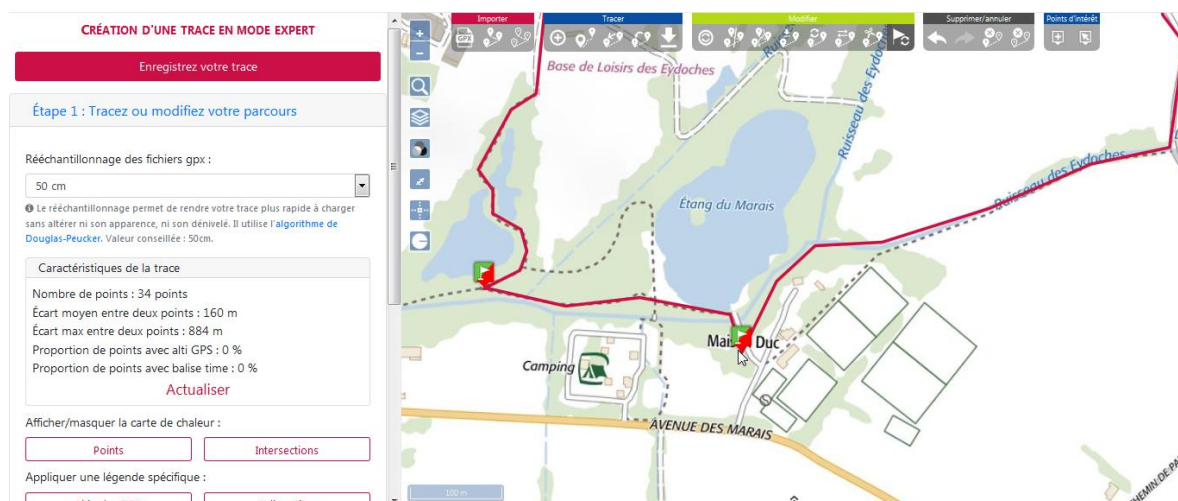 CRÉATION D'UNE TRACE EN MODE EXPERT
Enregistrez votre trace
Étape 1 : Tracez ou modifiez votre parcours
Rééchantillonnage des fichiers gpx :
50 cm
Le rééchantillonnage permet de rendre votre trace plus rapide à charger
sans altérer ni son apparence, ni son dénivelé. Il utilise l'algorithme de
Douglas-Peucker. Valeur conseillée : 50cm.
Caractéristiques de la trace
Nombre de points : 34 points
Écart moyen entre deux points : 160 m
Écart max entre deux points : 884 m
Proportion de points avec alti GPS : 0 %
Proportion de points avec balise time : 0 %
Actualiser
Afficher/masquer la carte de chaleur :
Points
Intersections
Appliquer une légende spécifique :
Importer
Tracer
Modifier
Supprimer/annuler
Points d'intérêt
GPX
Base de Loisirs des Eydoches
Ruisseau des Eydoches
Ruisseau des Eydoches
Étang du Marais
Duc
Camping
AVENUE DES MARAIS
100 m